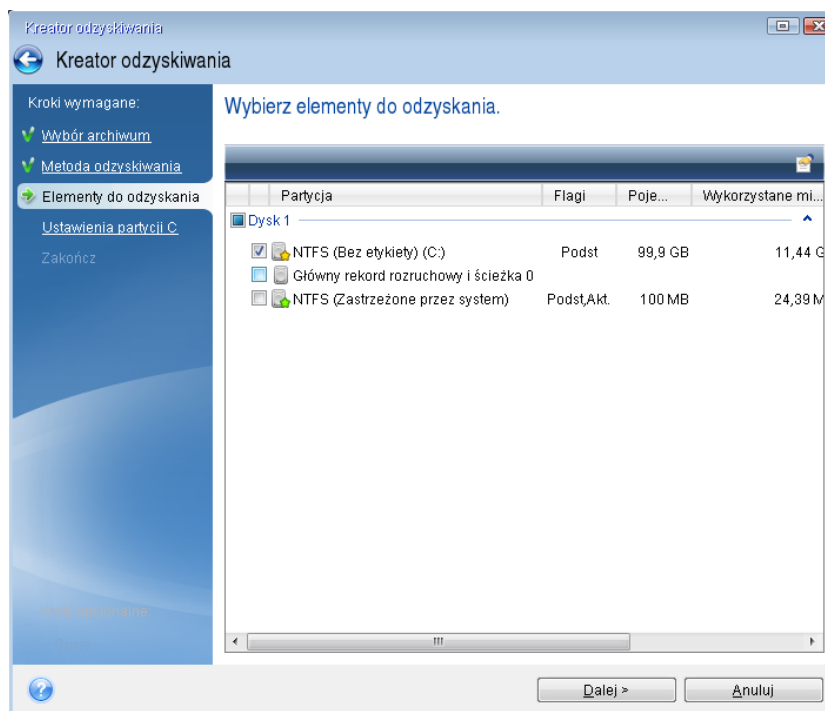 Kreator odzyskiwania
Kreator odzyskiwania
Kroki wymagane:
Wybór archiwum
Metoda odzyskiwania
Elementy do odzyskania
Ustawienia partycji C
Zakończ
Wybierz elementy do odzyskania.
Partycja Flagi Poje... Wykorzystane mi...
Dysk 1
NTFS (Bez etykiety) (C:) Podst 99,9 GB 11,44 G
Główny rekord rozruchowy i ścieżka 0
NTFS (Zastrzeżone przez system) Podst,Akt. 100 MB 24,39 M
Dalej >
Anuluj